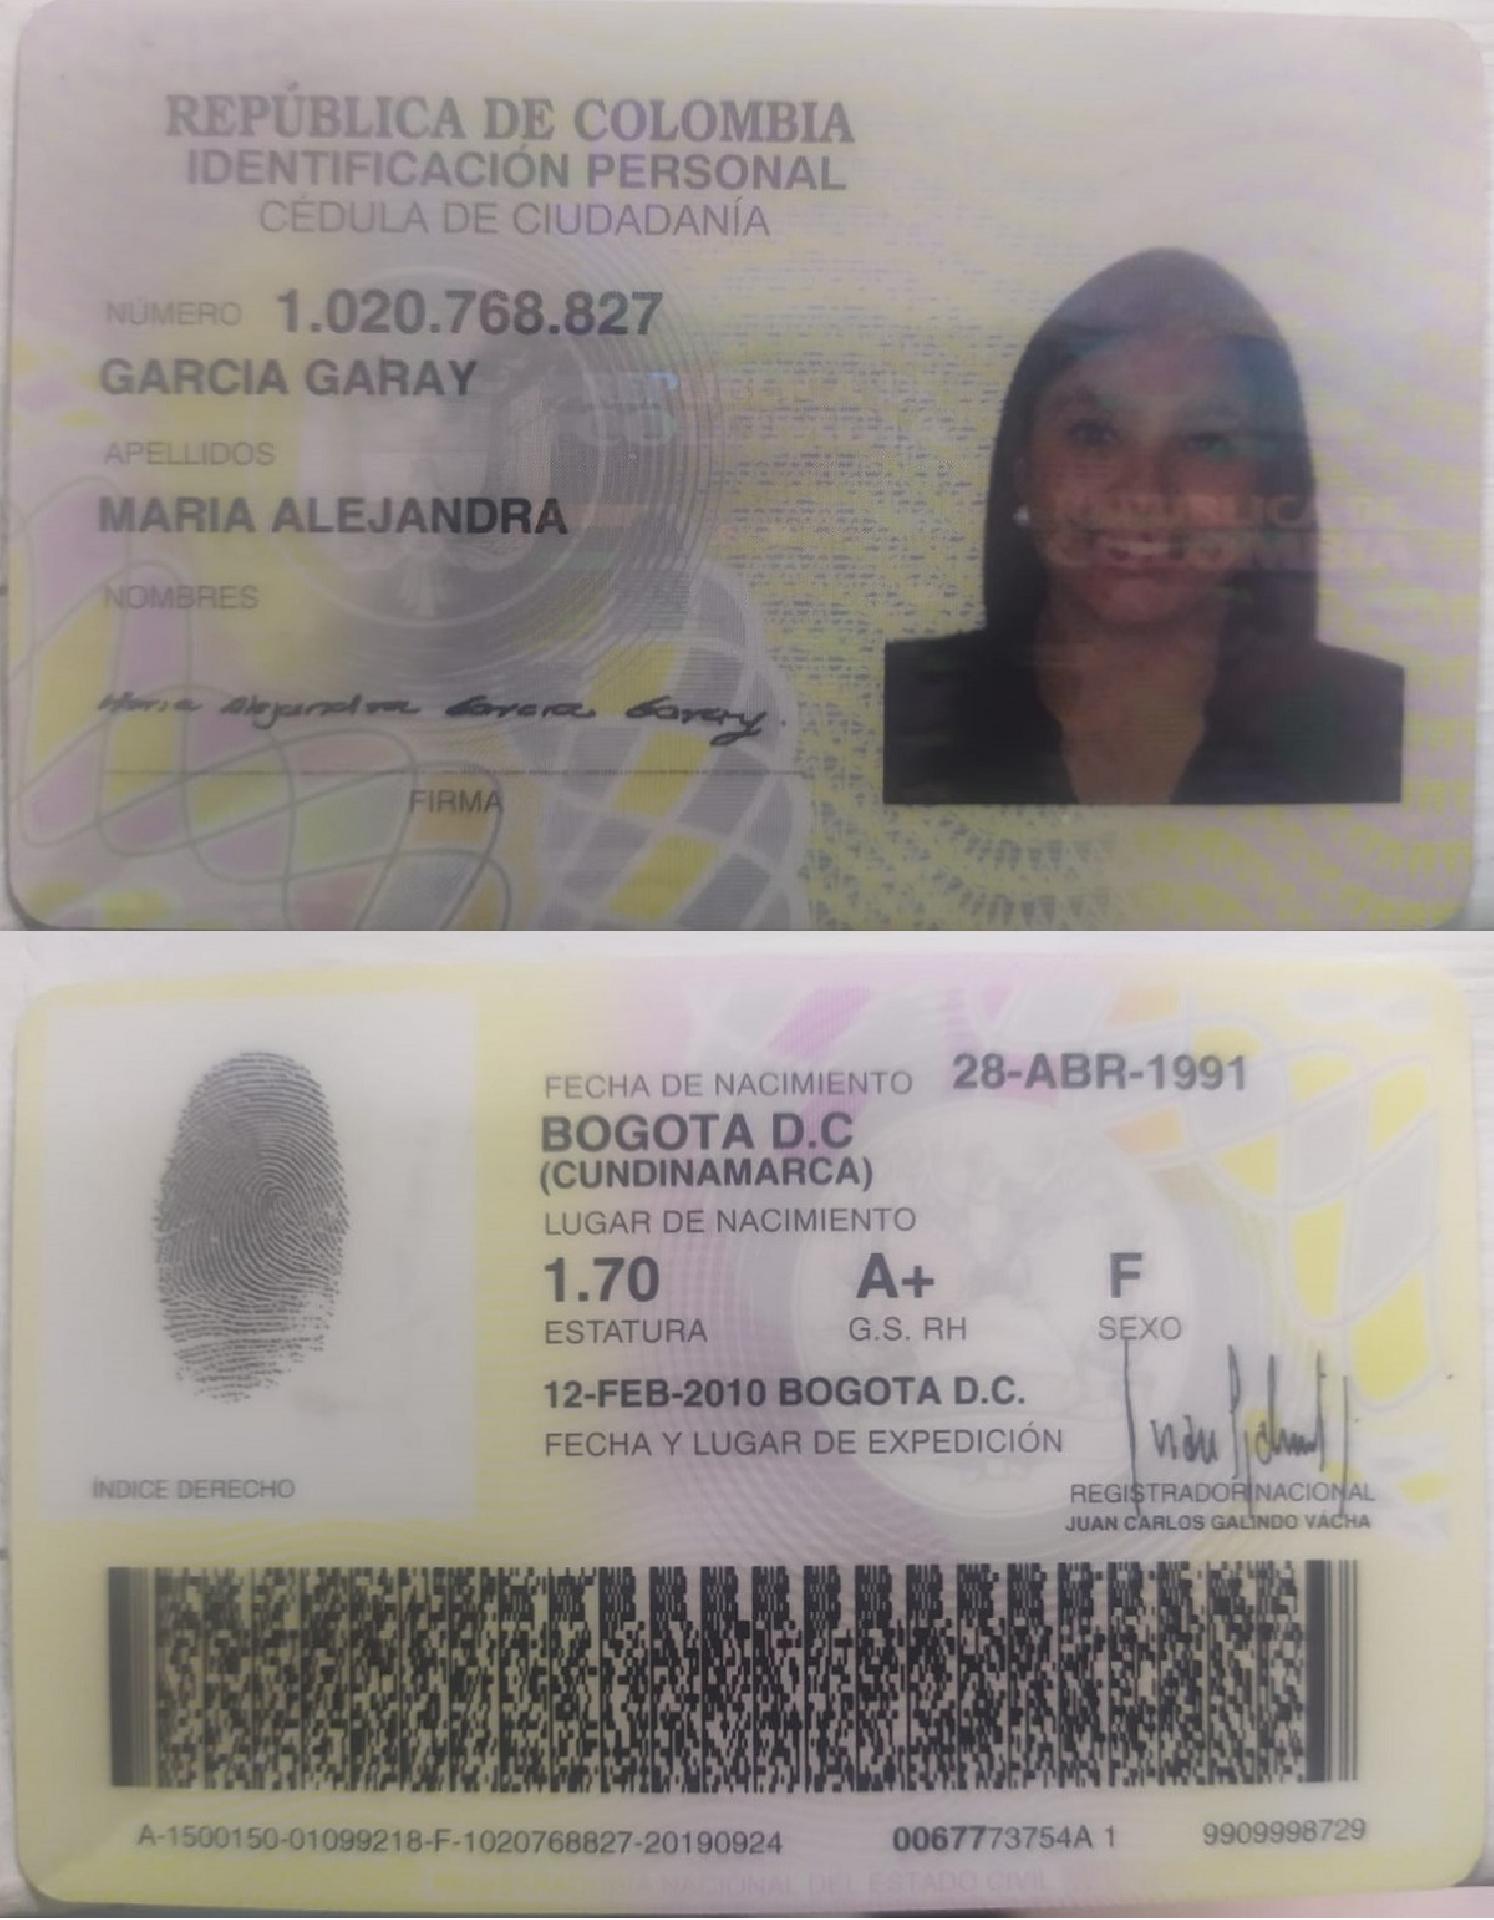 REPÚBLICA DE COLOMBIA
IDENTIFICACIÓN PERSONAL
CÉDULA DE CIUDADANÍA
NÚMERO 1.020.768.827
GARCIA GARAY
APELLIDOS
MARIA ALEJANDRA
NOMBRES
Maria Alejandra Garcia Garay.
FIRMA
REPUBLICA DE
COLOMBIA
FECHA DE NACIMIENTO 28-ABR-1991
BOGOTA D.C
(CUNDINAMARCA)
LUGAR DE NACIMIENTO
1.70 A+ F
ESTATURA G.S. RH SEXO
12-FEB-2010 BOGOTA D.C.
FECHA Y LUGAR DE EXPEDICIÓN
ÍNDICE DERECHO
REGISTRADOR NACIONAL
JUAN CARLOS GALINDO VÁCHA
A-1500150-01099218-F-1020768827-20190924 0067773754A 1 9909998729
NACIONAL DEL ESTADO CIVIL